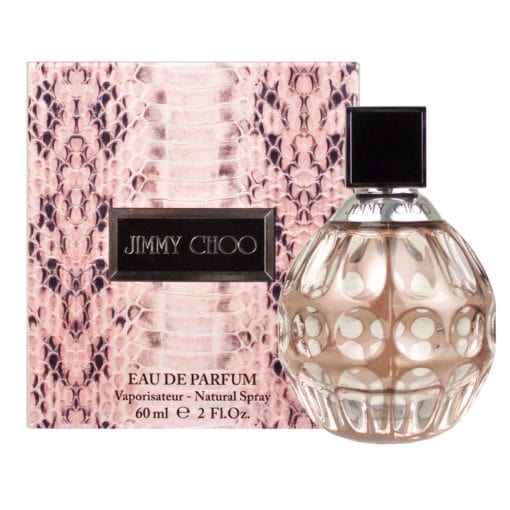 JIMMY CHOO
EAU DE PARFUM
Vaporisateur - Natural Spray
60 ml e 2 Fl.Oz.
JIMMY CHOO